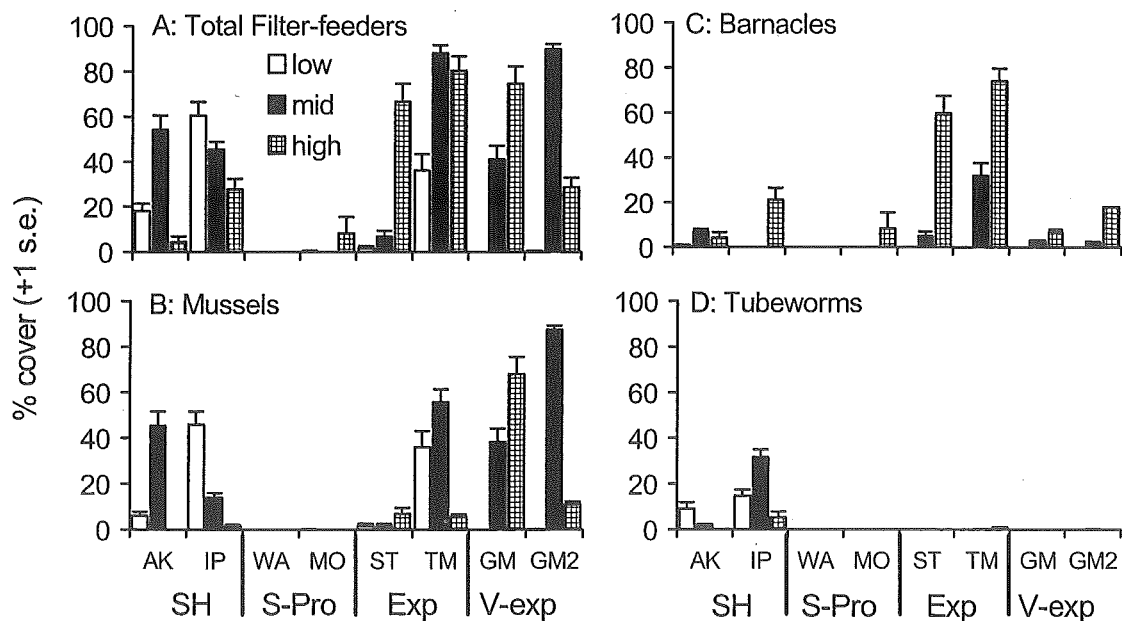 % cover (+1 s.e.)
A: Total Filter-feeders
low
mid
high
100
80
60
40
20
0
B: Mussels
100
80
60
40
20
0
AK IP WA MO ST TM GM GM2
SH S-Pro Exp V-exp
C: Barnacles
100
80
60
40
20
0
D: Tubeworms
100
80
60
40
20
0
AK IP WA MO ST TM GM GM2
SH S-Pro Exp V-exp